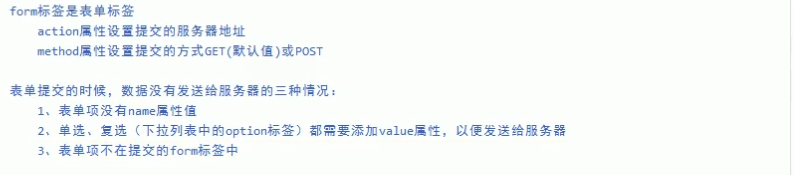 form标签是表单标签
action属性设置提交的服务器地址
method属性设置提交的方式GET(默认值)或POST
表单提交的时候，数据没有发送给服务器的三种情况：
1、表单项没有name属性值
2、单选、复选（下拉列表中的option标签）都需要添加value属性，以便发送给服务器
3、表单项不在提交的form标签中